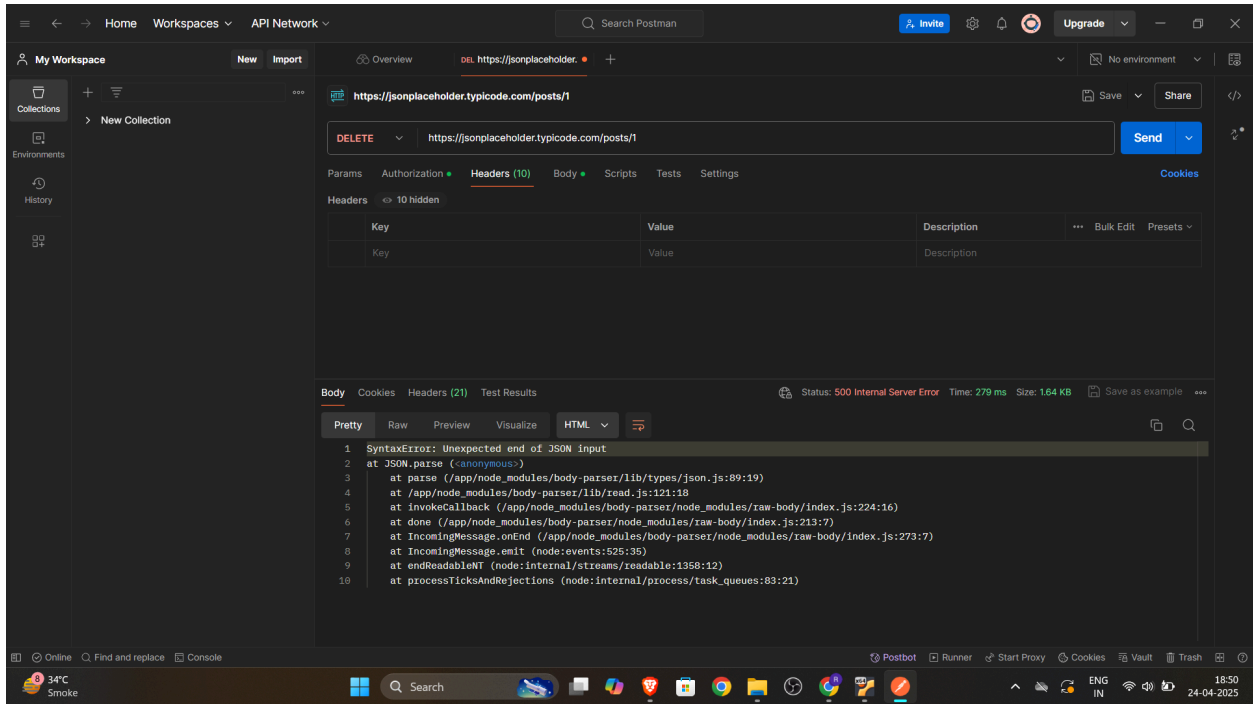 Home Workspaces API Network Search Postman Invite Upgrade
My Workspace New Import Overview DEL https://jsonplaceholder. No environment
Collections
New Collection
Environments
History
HTTP https://jsonplaceholder.typicode.com/posts/1 Save Share
DELETE https://jsonplaceholder.typicode.com/posts/1 Send
Params Authorization Headers (10) Body Scripts Tests Settings Cookies
Headers 10 hidden
Key Value Description Bulk Edit Presets
Key Value Description
Body Cookies Headers (21) Test Results Status: 500 Internal Server Error Time: 279 ms Size: 1.64 KB Save as example
Pretty Raw Preview Visualize HTML
1 SyntaxError: Unexpected end of JSON input
2 at JSON.parse (<anonymous>)
3 at parse (/app/node_modules/body-parser/lib/types/json.js:89:19)
4 at /app/node_modules/body-parser/lib/read.js:121:18
5 at invokeCallback (/app/node_modules/body-parser/node_modules/raw-body/index.js:224:16)
6 at done (/app/node_modules/body-parser/node_modules/raw-body/index.js:213:7)
7 at IncomingMessage.onEnd (/app/node_modules/body-parser/node_modules/raw-body/index.js:273:7)
8 at IncomingMessage.emit (node:events:525:35)
9 at endReadableNT (node:internal/streams/readable:1358:12)
10 at processTicksAndRejections (node:internal/process/task_queues:83:21)
Online Find and replace Console Postbot Runner Start Proxy Cookies Vault Trash
8 34°C
Smoke
Search
ENG
IN
18:50
24-04-2025